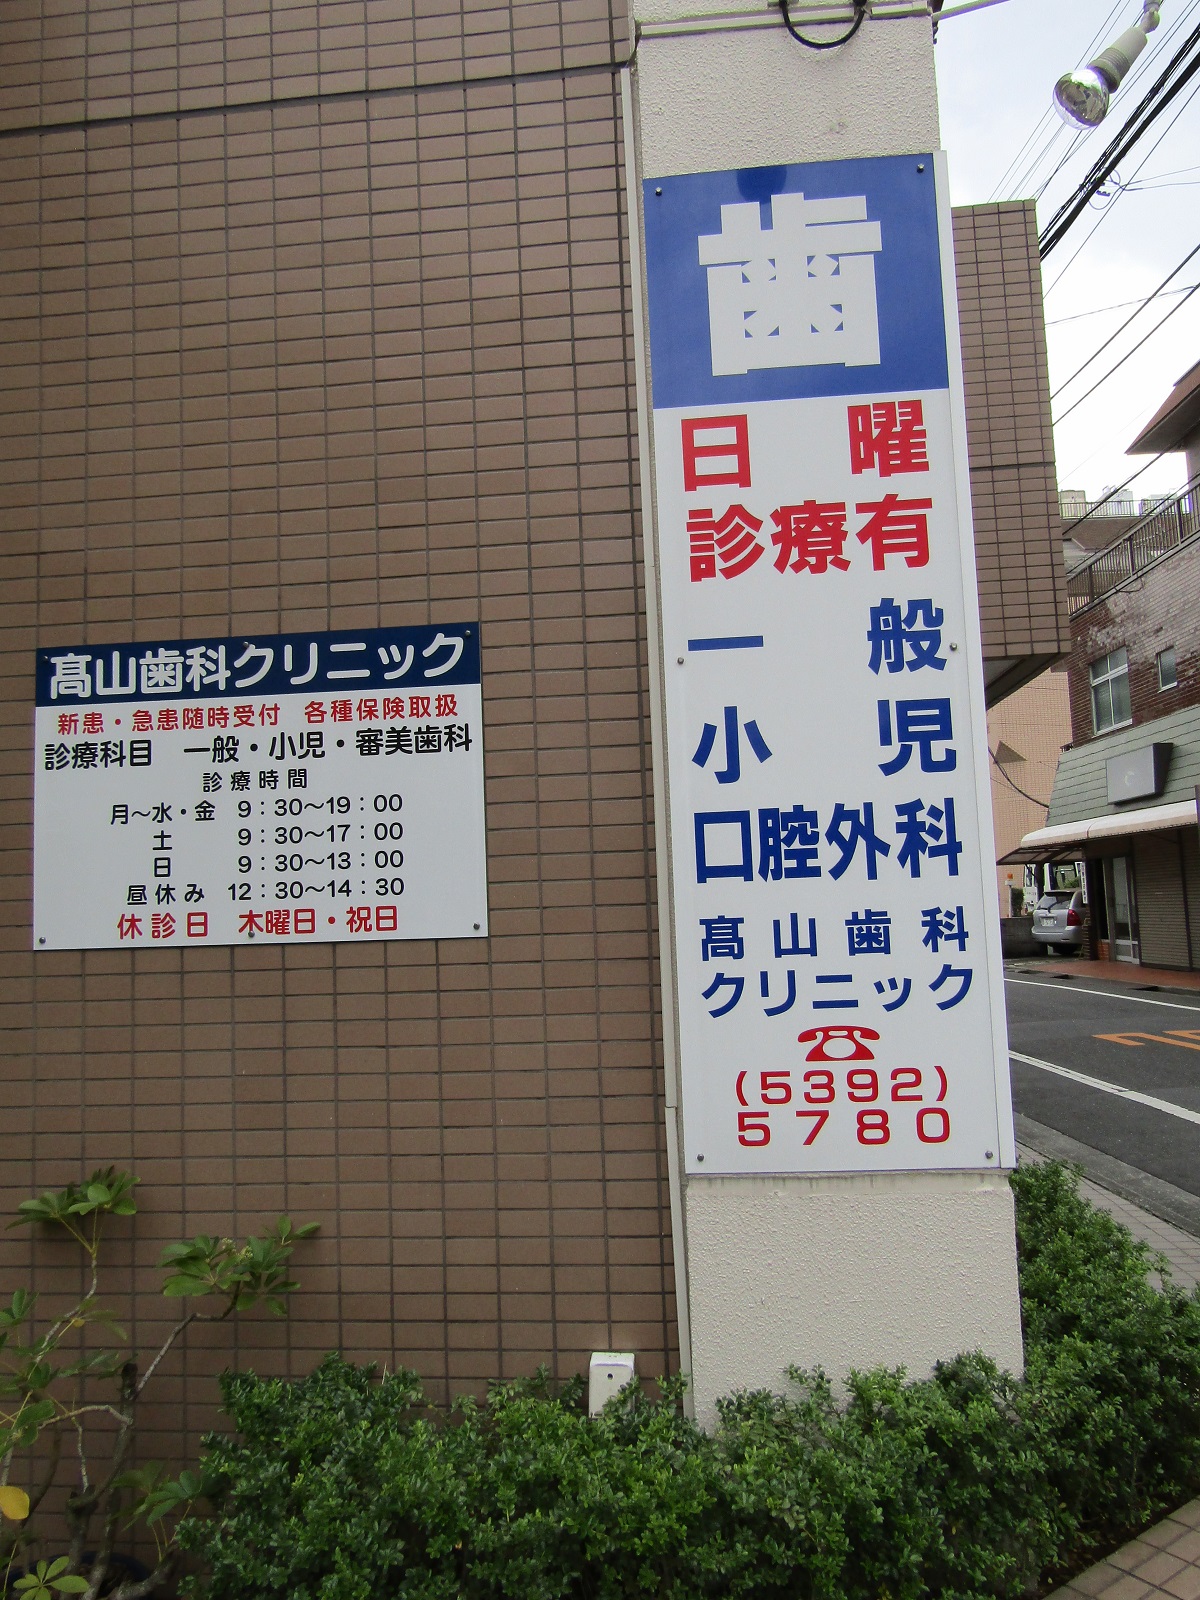 髙山歯科クリニック
新患・急患随時受付 各種保険取扱
診療科目 一般・小児・審美歯科
診療時間
月～水・金 9：30～19：00
土 9：30～17：00
日 9：30～13：00
昼休み 12：30～14：30
休診日 木曜日・祝日
歯
日曜
診療有
一般
小児
口腔外科
髙山歯科
クリニック
☎
(5392)
5780